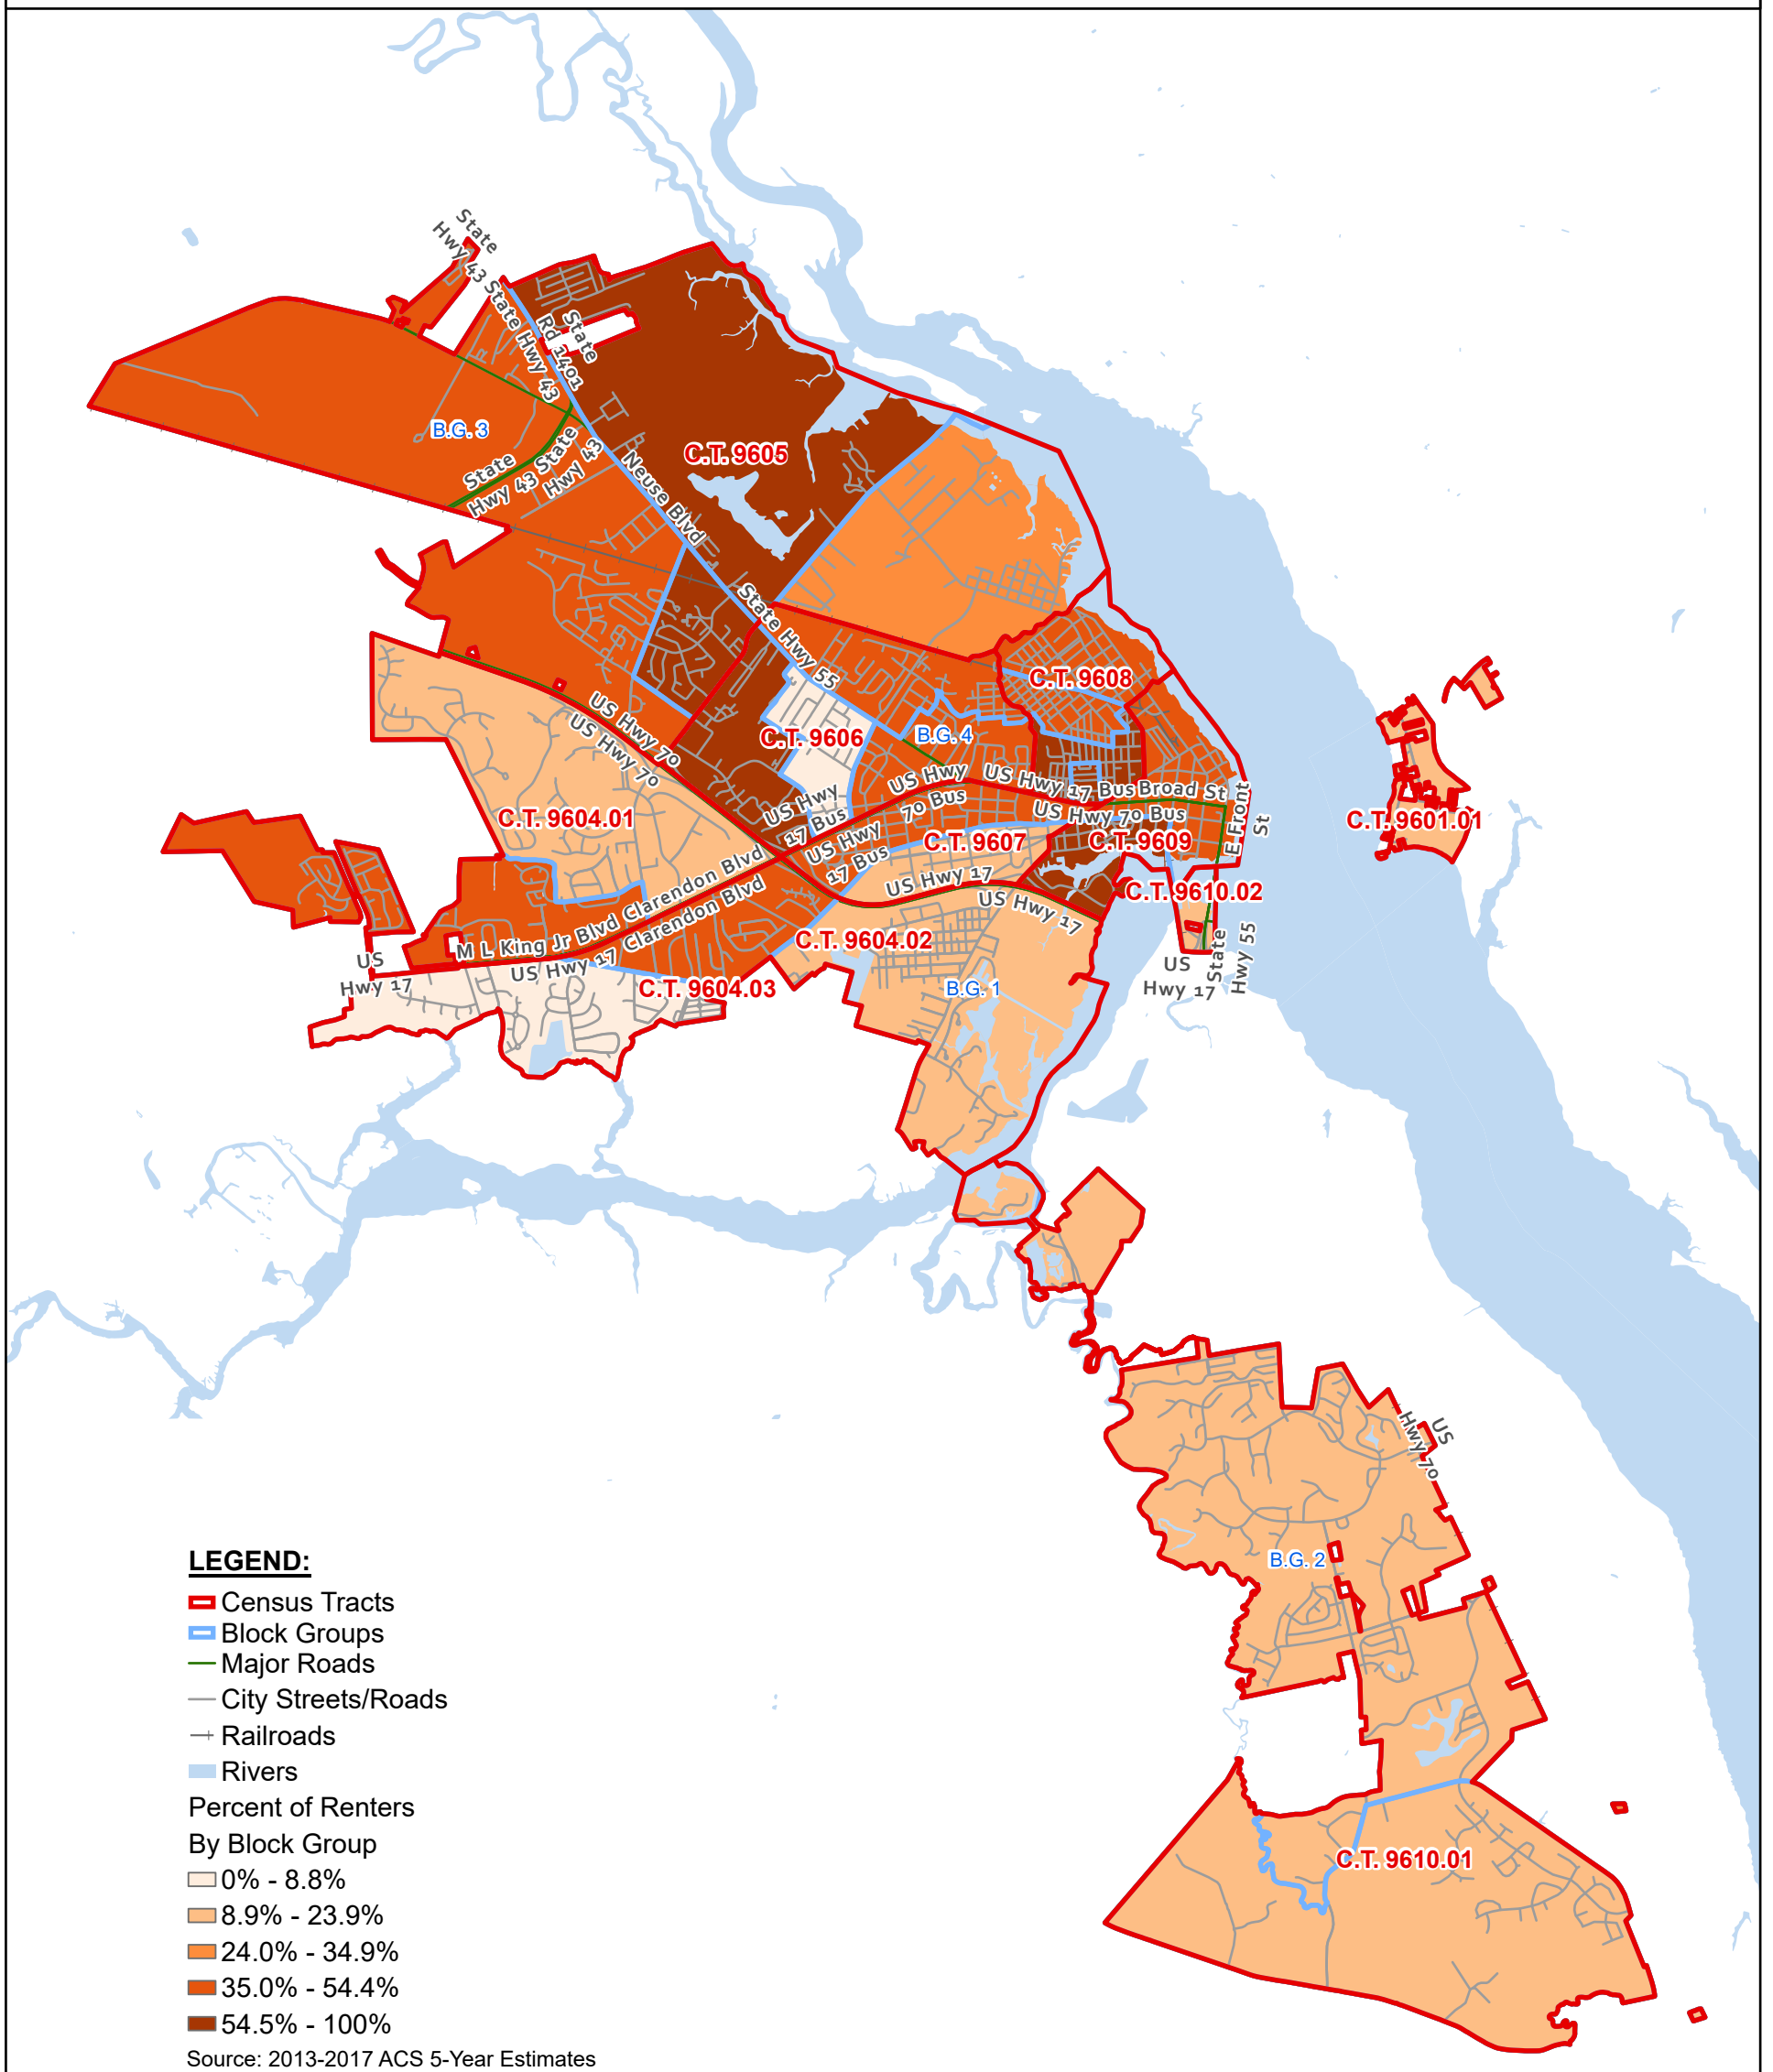 State
Hwy 43
State Hwy 43
State
Rd 1401
B.G. 3
State
Hwy 43
State
Hwy 43
C.T. 9605
Neuse Blvd
State Hwy 55
C.T. 9608
US Hwy 70
US Hwy 70
C.T. 9606
B.G. 4
US Hwy
70 Bus
US Hwy 17 Bus
Broad St
US Hwy 70 Bus
E Front
St
US Hwy
17 Bus
US Hwy
17 Bus
C.T. 9604.01
C.T. 9607
C.T. 9609
C.T. 9601.01
US Hwy 17
US Hwy 17
C.T. 9610.02
M L King Jr Blvd
Clarendon Blvd
Clarendon Blvd
US Hwy 17
C.T. 9604.02
US
Hwy 17
C.T. 9604.03
B.G. 1
US
Hwy 17
State
Hwy 55
US
Hwy 70
B.G. 2
C.T. 9610.01
LEGEND:
Census Tracts
Block Groups
Major Roads
City Streets/Roads
Railroads
Rivers
Percent of Renters
By Block Group
0% - 8.8%
8.9% - 23.9%
24.0% - 34.9%
35.0% - 54.4%
54.5% - 100%
Source: 2013-2017 ACS 5-Year Estimates